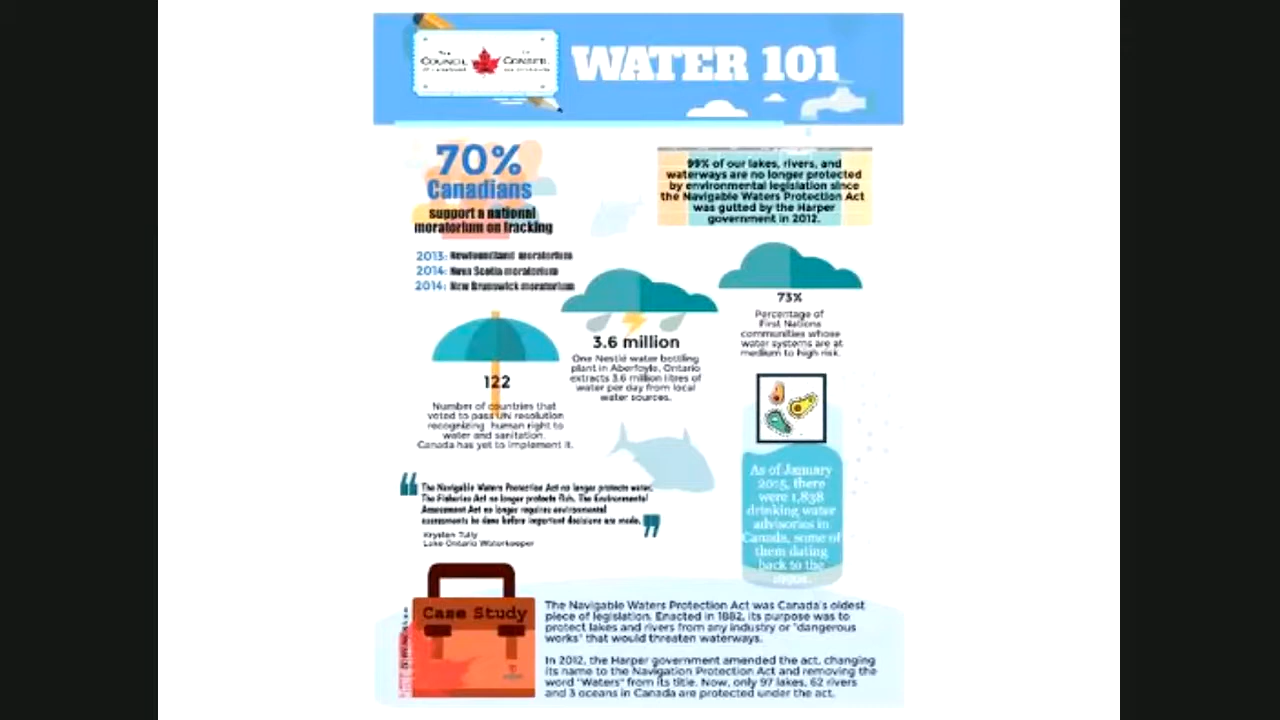 The
COUNCIL
CONSEIL
WATER 101
70%
Canadians
support a national
moratorium on fracking
2013: Newfoundland moratorium
2014: Nova Scotia moratorium
2014: New Brunswick moratorium
99% of our lakes, rivers, and
waterways are no longer protected
by environmental legislation since
the Navigable Waters Protection Act
was gutted by the Harper
government in 2012.
122
Number of countries that
voted to pass UN resolution
recognizing human right to
water and sanitation.
Canada has yet to implement it.
3.6 million
One Nestlé water bottling
plant in Aberfoyle, Ontario
extracts 3.6 million litres of
water per day from local
water sources.
73%
Percentage of
First Nations
communities whose
water systems are at
medium to high risk.
As of January
2015, there
were 1,838
drinking water
advisories in
Canada, some of
them dating
back to the
1990s.
“ The Navigable Waters Protection Act no longer protects water.
The Fisheries Act no longer protects fish. The Environmental
Assessment Act no longer requires environmental
assessments be done before important decisions are made. ”
Krysten Tully
Lake Ontario Waterkeeper
Case Study
The Navigable Waters Protection Act was Canada's oldest
piece of legislation. Enacted in 1882, its purpose was to
protect lakes and rivers from any industry or "dangerous
works" that would threaten waterways.
In 2012, the Harper government amended the act, changing
its name to the Navigation Protection Act and removing the
word "Waters" from its title. Now, only 97 lakes, 62 rivers
and 3 oceans in Canada are protected under the act.